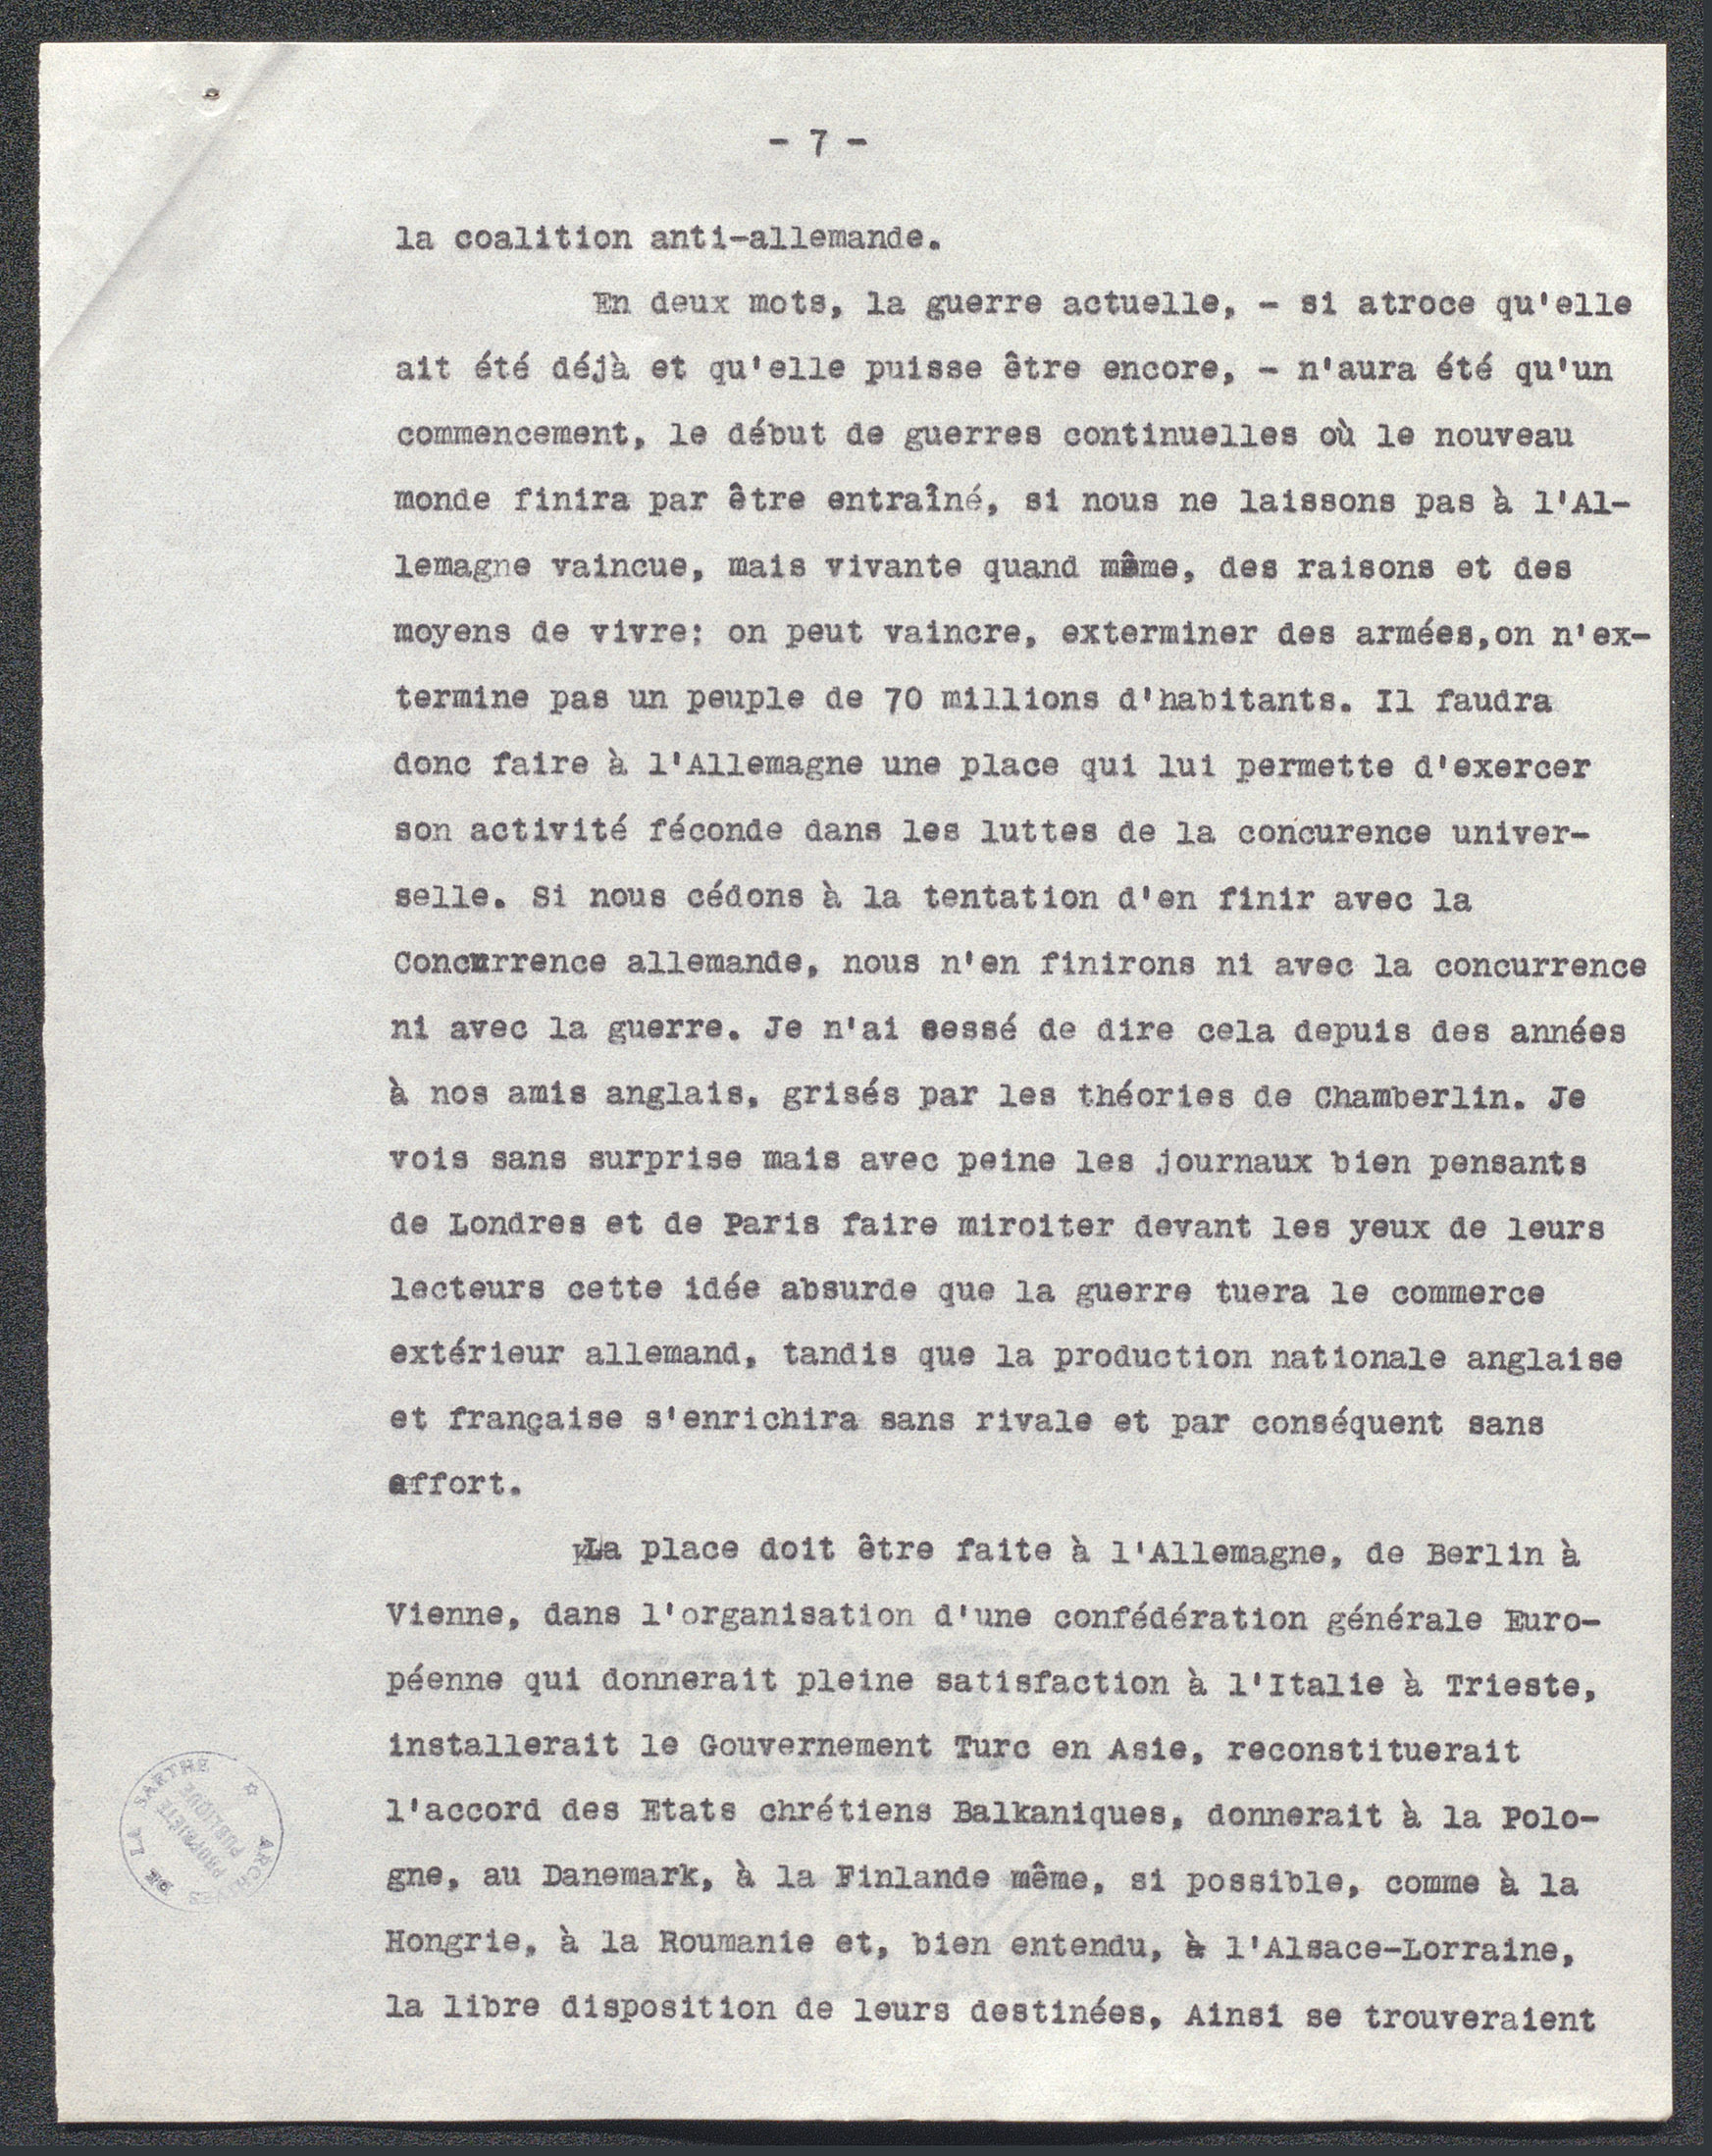 - 7 -
la coalition anti-allemande.
En deux mots, la guerre actuelle, - si atroce qu'elle
ait été déjà et qu'elle puisse être encore, - n'aura été qu'un
commencement, le début de guerres continuelles où le nouveau
monde finira par être entraîné, si nous ne laissons pas à l'Al-
lemagne vaincue, mais vivante quand même, des raisons et des
moyens de vivre; on peut vaincre, exterminer des armées,on n'ex-
termine pas un peuple de 70 millions d'habitants. Il faudra
donc faire à l'Allemagne une place qui lui permette d'exercer
son activité féconde dans les luttes de la concurence univer-
selle. Si nous cédons à la tentation d'en finir avec la
Concurrence allemande, nous n'en finirons ni avec la concurrence
ni avec la guerre. Je n'ai cessé de dire cela depuis des années
à nos amis anglais, grisés par les théories de Chamberlin. Je
vois sans surprise mais avec peine les journaux bien pensants
de Londres et de Paris faire miroiter devant les yeux de leurs
lecteurs cette idée absurde que la guerre tuera le commerce
extérieur allemand, tandis que la production nationale anglaise
et française s'enrichira sans rivale et par conséquent sans
effort.
La place doit être faite à l'Allemagne, de Berlin à
Vienne, dans l'organisation d'une confédération générale Euro-
péenne qui donnerait pleine satisfaction à l'Italie à Trieste,
installerait le Gouvernement Turc en Asie, reconstituerait
l'accord des Etats chrétiens Balkaniques, donnerait à la Polo-
gne, au Danemark, à la Finlande même, si possible, comme à la
Hongrie, à la Roumanie et, bien entendu, à l'Alsace-Lorraine,
la libre disposition de leurs destinées, Ainsi se trouveraient
ARCHIVES DE LA SARTHE
PROPRIÉTÉ
PUBLIQUE